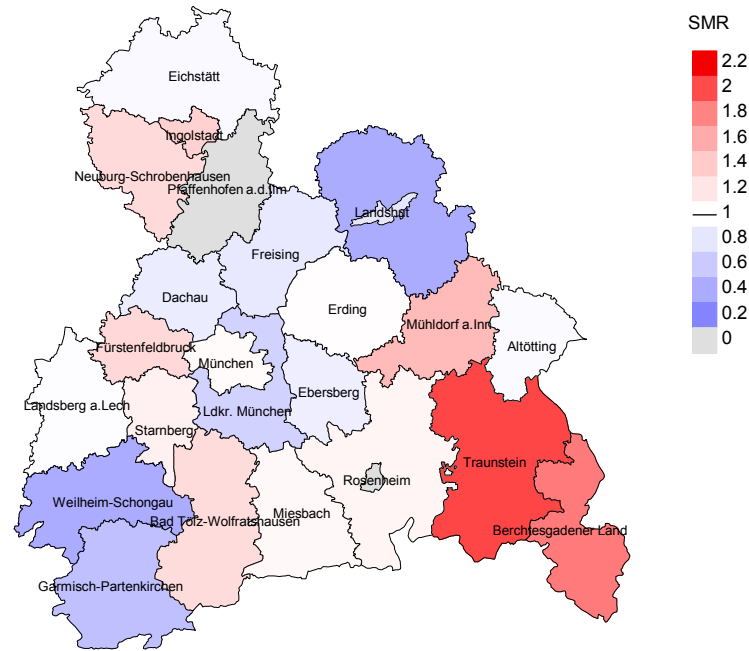 SMR
2.2
2
1.8
1.6
1.4
1.2
1
0.8
0.6
0.4
0.2
0
Eichstätt
Ingolstadt
Neuburg-Schrobenhausen
Pfaffenhofen a.d.Ilm
Landshut
Freising
Dachau
Erding
Mühldorf a.Inn
Altötting
Fürstenfeldbruck
München
Ebersberg
Landsberg a.Lech
Ldkr. München
Starnberg
Traunstein
Rosenheim
Weilheim-Schongau
Miesbach
Bad Tölz-Wolfratshausen
Berchtesgadener Land
Garmisch-Partenkirchen